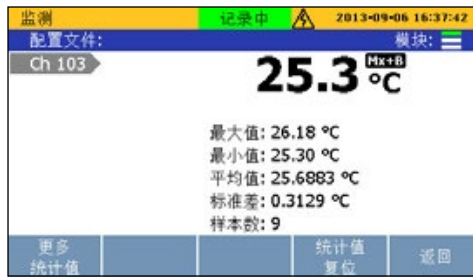 监测 记录中 2013-09-06 16:37:42
配置文件: 模块:
Ch 103
25.3 °C Mx+B
最大值: 26.18 °C
最小值: 25.30 °C
平均值: 25.6883 °C
标准差: 0.3129 °C
样本数: 9
更多 统计值 返回
统计值 复位